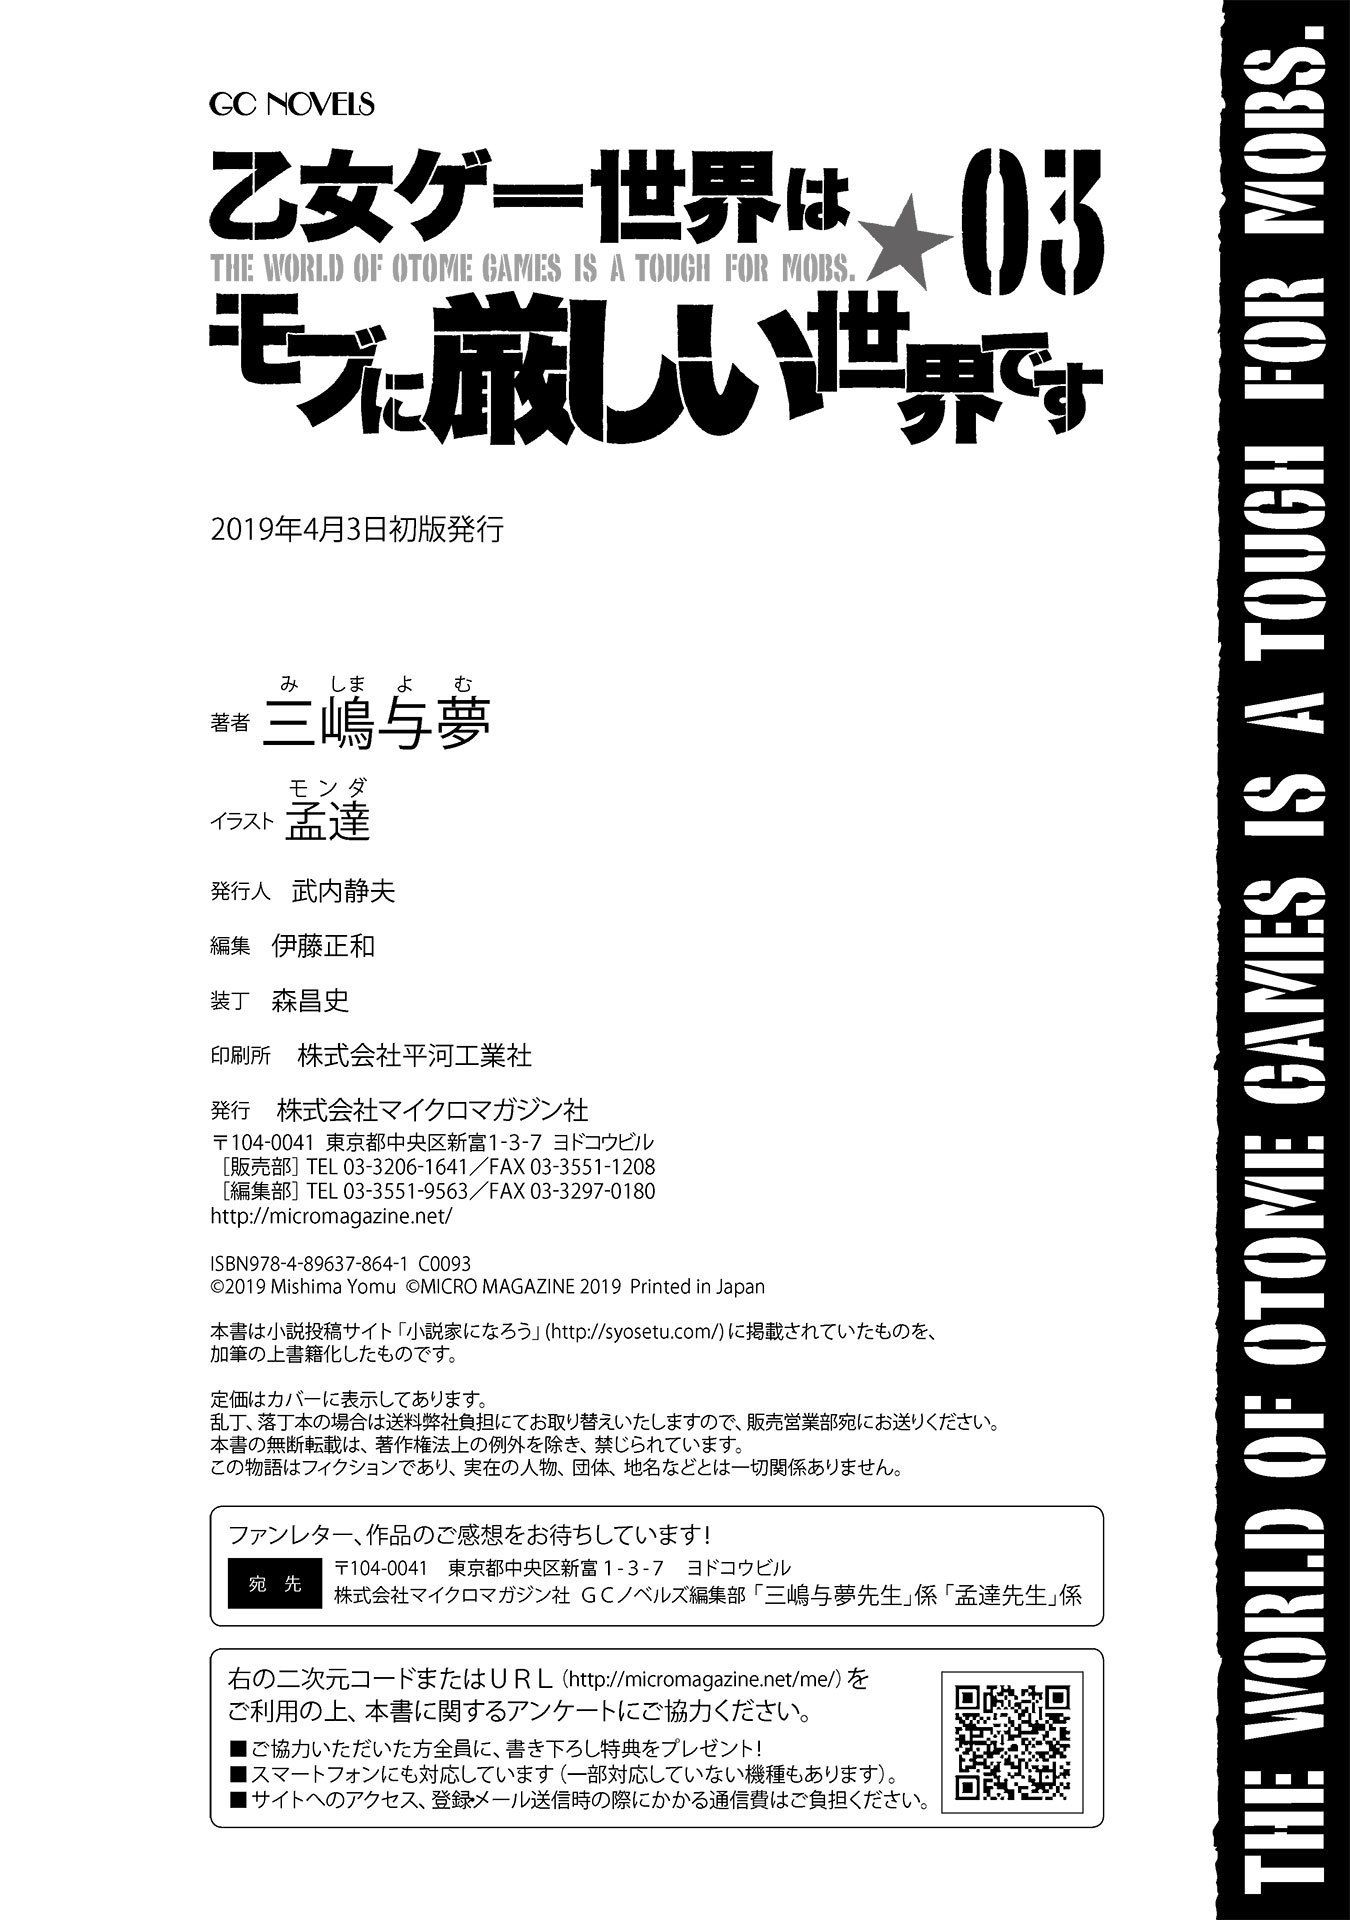 GC NOVELS
乙女ゲー世界は
THE WORLD OF OTOME GAMES IS A TOUGH FOR MOBS.
★03
モブに厳しい世界です
2019年4月3日初版発行
みしまよむ
著者 三嶋与夢
モンダ
イラスト 孟達
発行人 武内静夫
編集 伊藤正和
装丁 森昌史
印刷所 株式会社平河工業社
発行 株式会社マイクロマガジン社
〒104-0041 東京都中央区新富1-3-7 ヨドコウビル
［販売部］TEL 03-3206-1641／FAX 03-3551-1208
［編集部］TEL 03-3551-9563／FAX 03-3297-0180
http://micromagazine.net/
ISBN978-4-89637-864-1 C0093
©2019 Mishima Yomu ©MICRO MAGAZINE 2019 Printed in Japan
本書は小説投稿サイト「小説家になろう」(http://syosetu.com/)に掲載されていたものを、
加筆の上書籍化したものです。
定価はカバーに表示してあります。
乱丁、落丁本の場合は送料弊社負担にてお取り替えいたしますので、販売営業部宛にお送りください。
本書の無断転載は、著作権法上の例外を除き、禁じられています。
この物語はフィクションであり、実在の人物、団体、地名などとは一切関係ありません。
ファンレター、作品のご感想をお待ちしています！
宛 先
〒104-0041 東京都中央区新富１-３-７ ヨドコウビル
株式会社マイクロマガジン社 ＧＣノベルズ編集部「三嶋与夢先生」係「孟達先生」係
右の二次元コードまたはＵＲＬ（http://micromagazine.net/me/）を
ご利用の上、本書に関するアンケートにご協力ください。
■ご協力いただいた方全員に、書き下ろし特典をプレゼント！
■スマートフォンにも対応しています（一部対応していない機種もあります）。
■サイトへのアクセス、登録・メール送信時の際にかかる通信費はご負担ください。
THE WORLD OF OTOME GAMES IS A TOUGH FOR MOBS.